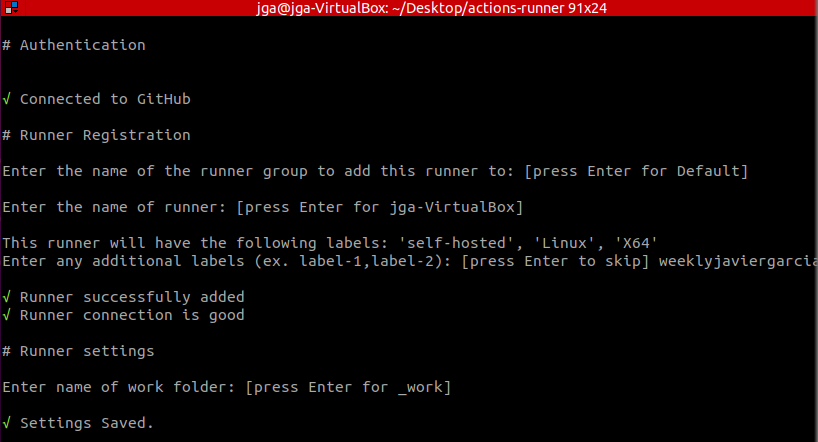 jga@jga-VirtualBox: ~/Desktop/actions-runner 91x24
# Authentication
√ Connected to GitHub
# Runner Registration
Enter the name of the runner group to add this runner to: [press Enter for Default]
Enter the name of runner: [press Enter for jga-VirtualBox]
This runner will have the following labels: 'self-hosted', 'Linux', 'X64'
Enter any additional labels (ex. label-1,label-2): [press Enter to skip] weeklyjaviergarcia
√ Runner successfully added
√ Runner connection is good
# Runner settings
Enter name of work folder: [press Enter for _work]
√ Settings Saved.